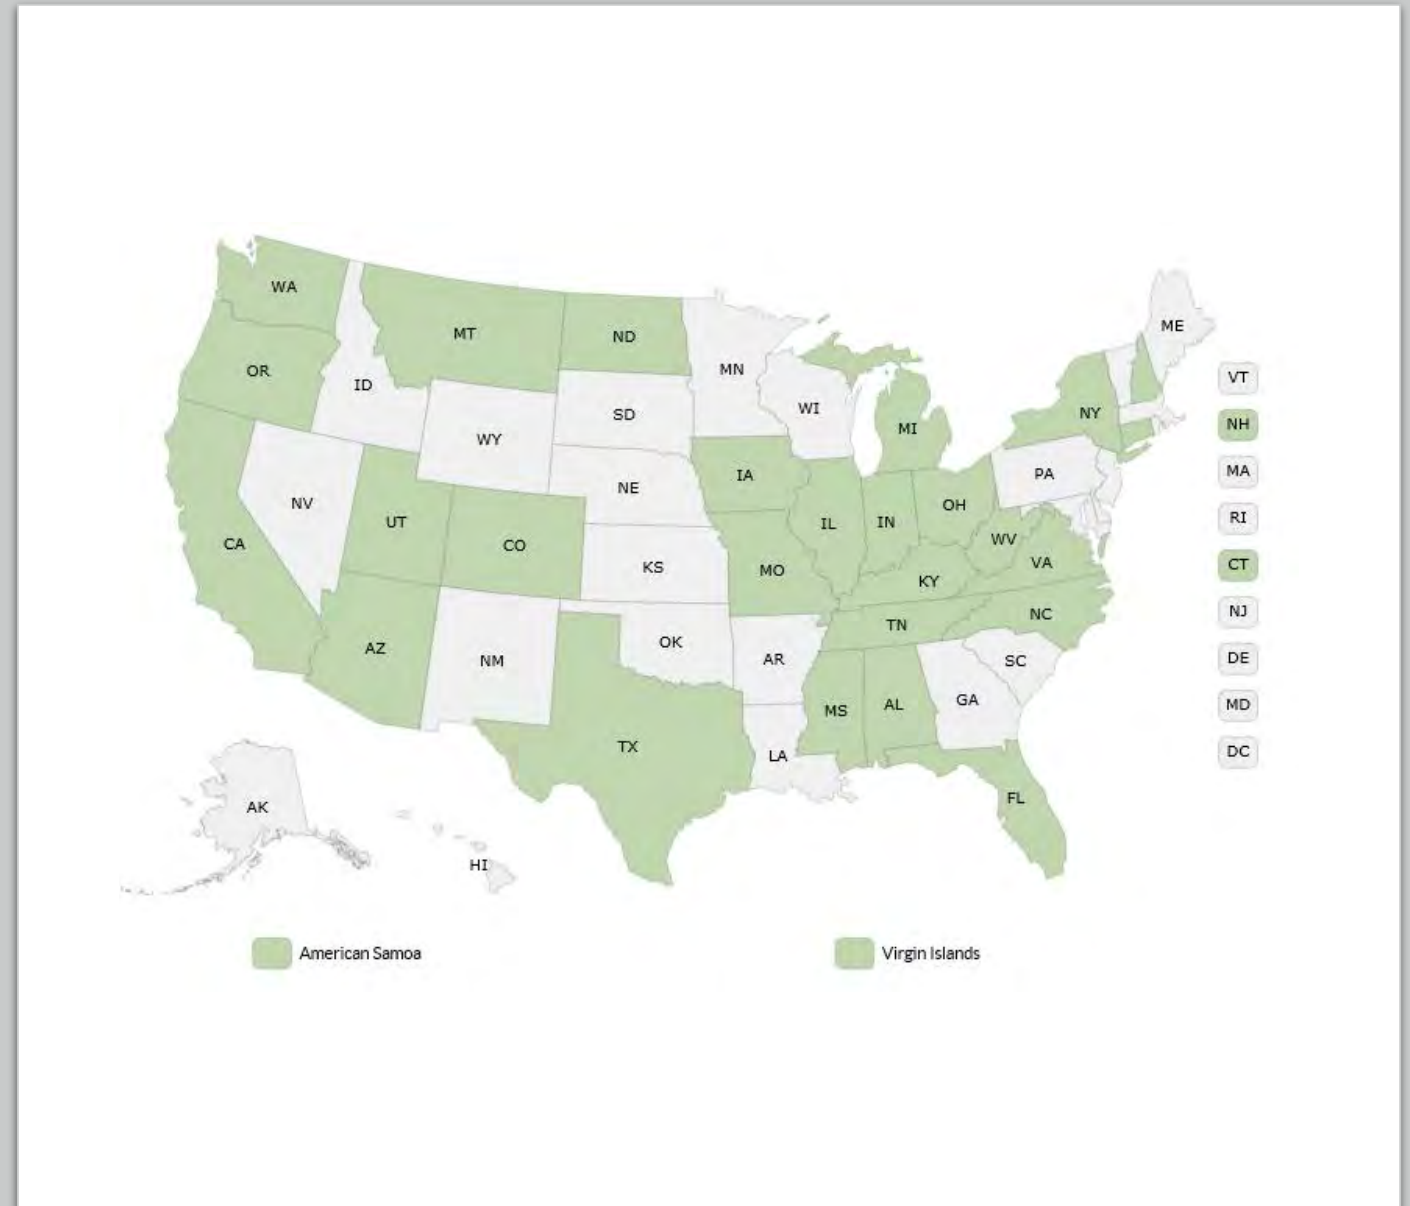 WA
MT
ND
ME
OR
ID
MN
VT
SD
WI
NY
NH
WY
MI
MA
IA
PA
NE
NV
OH
RI
UT
IL
IN
CO
WV
CA
VA
CT
KS
MO
KY
NJ
TN
NC
OK
AZ
AR
DE
NM
SC
GA
MD
AL
MS
TX
DC
LA
FL
AK
HI
American Samoa
Virgin Islands